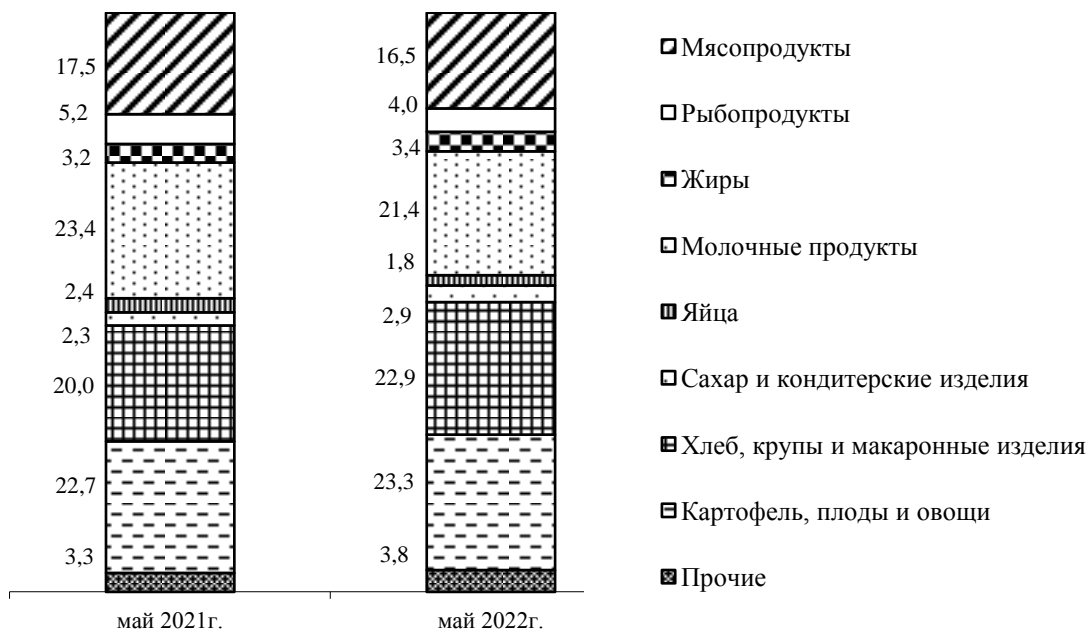 17,5
5,2
3,2
23,4
2,4
2,3
20,0
22,7
3,3
май 2021г.
16,5
4,0
3,4
21,4
1,8
2,9
22,9
23,3
3,8
май 2022г.
Мясопродукты
Рыбопродукты
Жиры
Молочные продукты
Яйца
Сахар и кондитерские изделия
Хлеб, крупы и макаронные изделия
Картофель, плоды и овощи
Прочие